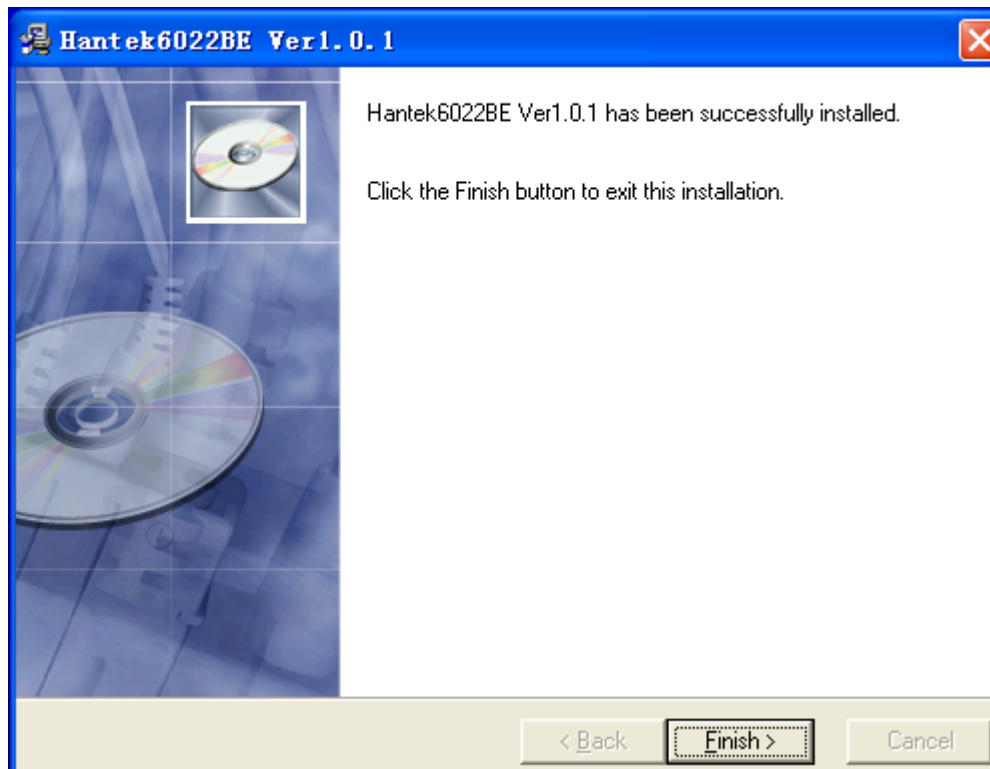 Hantek6022BE Ver1.0.1
Hantek6022BE Ver1.0.1 has been successfully installed.
Click the Finish button to exit this installation.
< Back
Finish >
Cancel